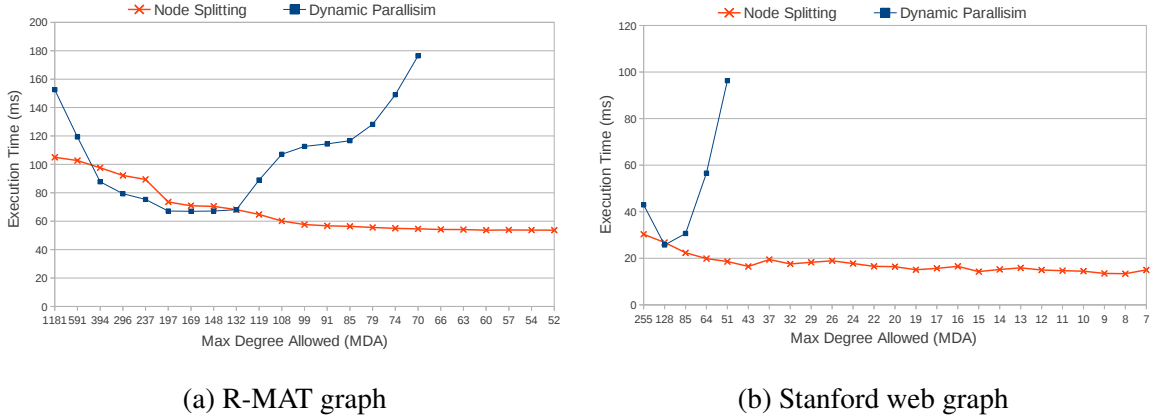 Node Splitting Dynamic Parallisim
200
180
160
140
120
100
80
60
40
20
0
Execution Time (ms)
1181 591 394 296 237 197 169 148 132 119 108 99 91 85 79 74 70 66 63 60 57 54 52
Max Degree Allowed (MDA)
(a) R-MAT graph
Node Splitting Dynamic Parallisim
120
100
80
60
40
20
0
Execution Time (ms)
255 128 85 64 51 43 37 32 29 26 24 22 20 19 17 16 15 14 13 12 11 10 9 8 7
Max Degree Allowed (MDA)
(b) Stanford web graph